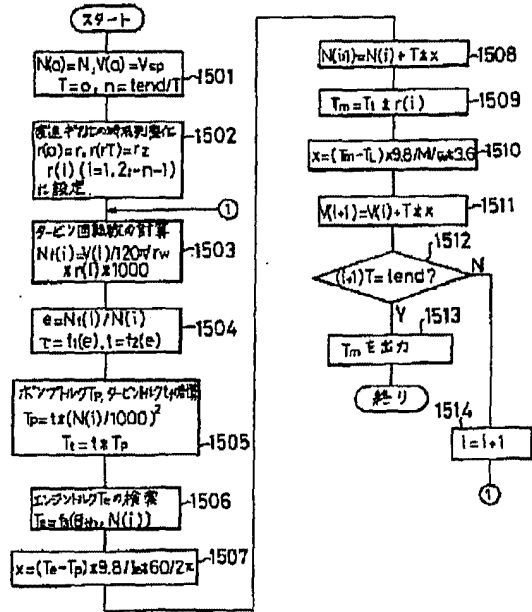 スタート
N(o)=N, V(o)=Vsp
T=0, n=tend/T
1501
変速ギア比の時系列変化
r(o)=r, r(rT)=rz
r(i) (i=1,2,-n-1)
に設定
1502
①
タービン回転数の計算
Nt(i)=V(i)/120π/rw
×r(i)×1000
1503
e=Nt(i)/N(i)
τ=f1(e), t=f2(e)
1504
ポンプトルクTp, タービントルクTtの計算
Tp=t*(N(i)/1000)²
Tt=t*Tp
1505
エンジントルクTeの検索
Te=f3(θth, N(i))
1506
x=(Te-Tp)*9.8/Ie*60/2π
1507
N(i+1)=N(i)+T*x
1508
Tm=Tt*r(i)
1509
x=(Tm-TL)*9.8/M/rw*3.6
1510
V(i+1)=V(i)+T*x
1511
(i+1)T=tend?
1512
N
Y
Tmを出力
1513
終り
1514
i=i+1
①